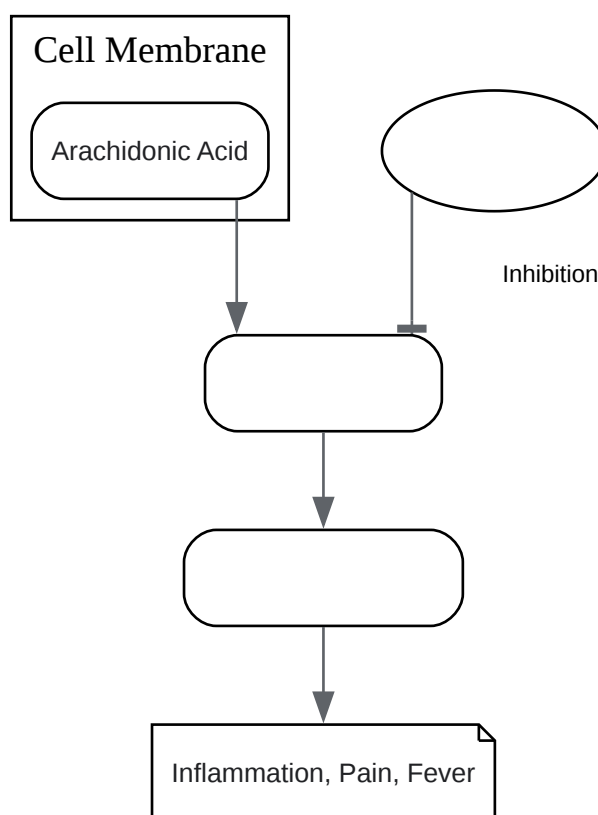 Cell Membrane
Arachidonic Acid
Inhibition
Inflammation, Pain, Fever